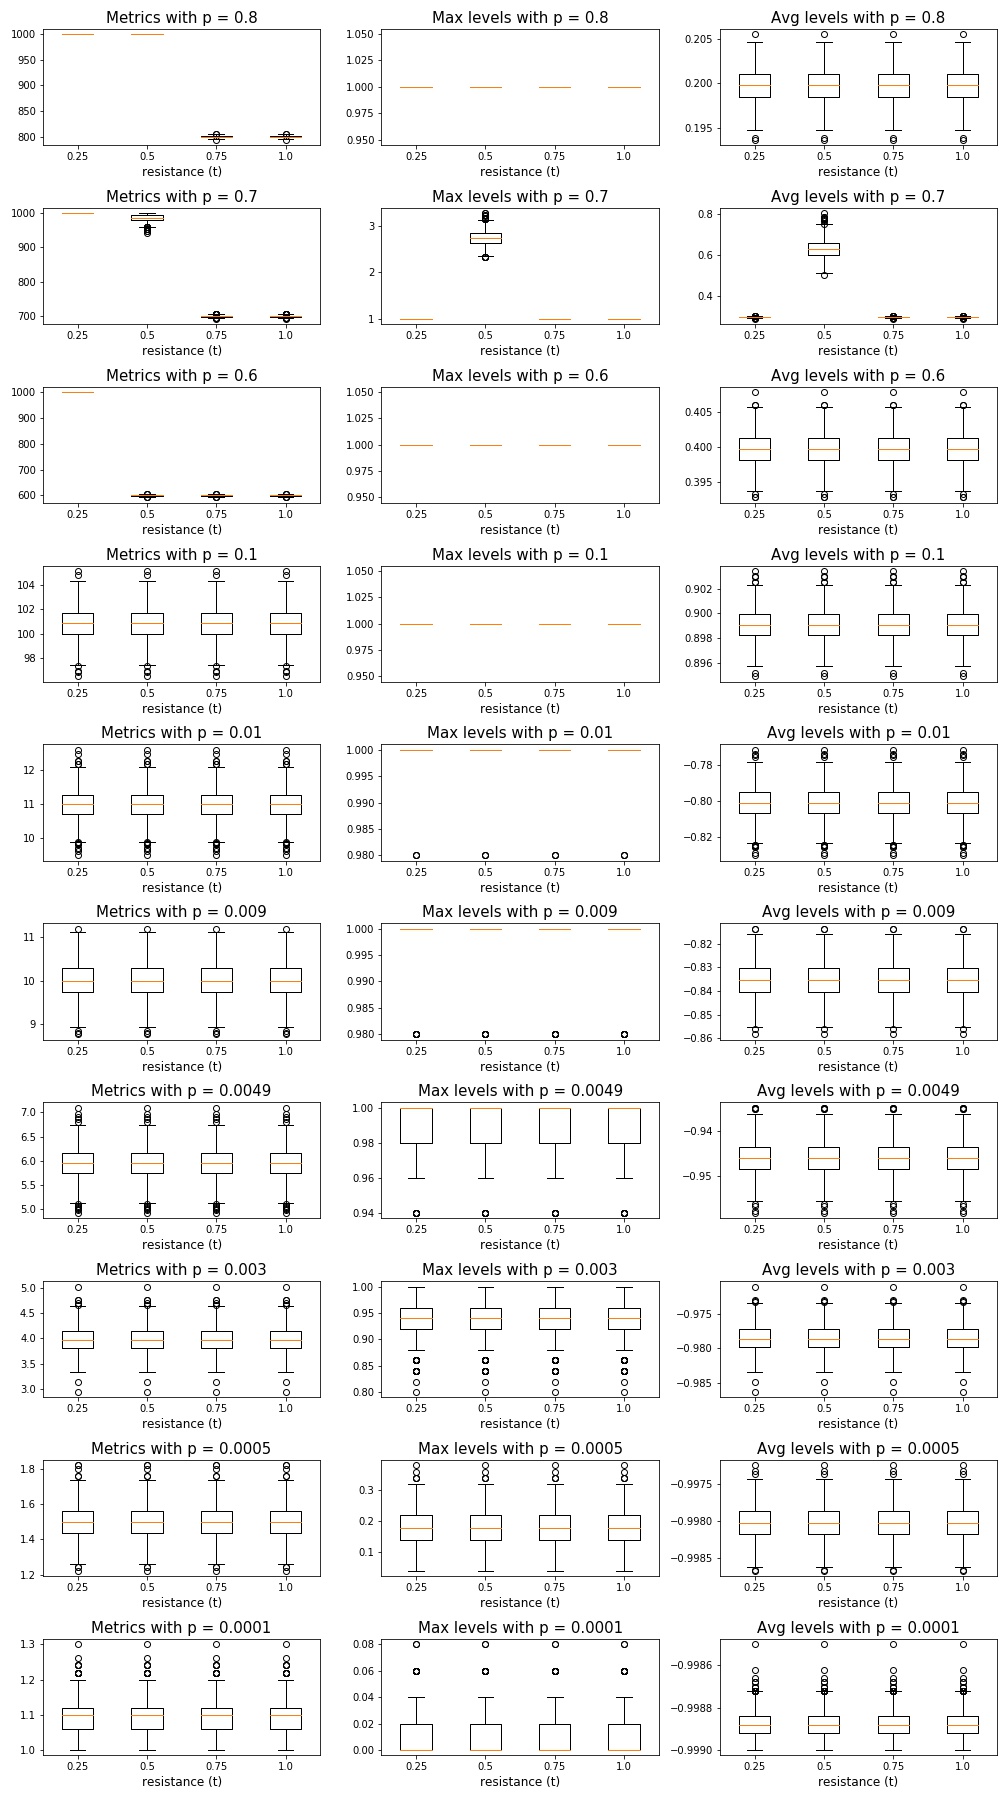 Metrics with p = 0.8
Max levels with p = 0.8
Avg levels with p = 0.8
1000
950
900
850
800
1.050
1.025
1.000
0.975
0.950
0.205
0.200
0.195
0.25 0.5 0.75 1.0
0.25 0.5 0.75 1.0
0.25 0.5 0.75 1.0
resistance (t)
resistance (t)
resistance (t)
Metrics with p = 0.7
Max levels with p = 0.7
Avg levels with p = 0.7
1000
900
800
700
3
2
1
0.8
0.6
0.4
0.25 0.5 0.75 1.0
0.25 0.5 0.75 1.0
0.25 0.5 0.75 1.0
resistance (t)
resistance (t)
resistance (t)
Metrics with p = 0.6
Max levels with p = 0.6
Avg levels with p = 0.6
1000
900
800
700
600
1.050
1.025
1.000
0.975
0.950
0.405
0.400
0.395
0.25 0.5 0.75 1.0
0.25 0.5 0.75 1.0
0.25 0.5 0.75 1.0
resistance (t)
resistance (t)
resistance (t)
Metrics with p = 0.1
Max levels with p = 0.1
Avg levels with p = 0.1
104
102
100
98
1.050
1.025
1.000
0.975
0.950
0.902
0.900
0.898
0.896
0.25 0.5 0.75 1.0
0.25 0.5 0.75 1.0
0.25 0.5 0.75 1.0
resistance (t)
resistance (t)
resistance (t)
Metrics with p = 0.01
Max levels with p = 0.01
Avg levels with p = 0.01
12
11
10
1.000
0.995
0.990
0.985
0.980
−0.78
−0.80
−0.82
0.25 0.5 0.75 1.0
0.25 0.5 0.75 1.0
0.25 0.5 0.75 1.0
resistance (t)
resistance (t)
resistance (t)
Metrics with p = 0.009
Max levels with p = 0.009
Avg levels with p = 0.009
11
10
9
1.000
0.995
0.990
0.985
0.980
−0.82
−0.83
−0.84
−0.85
−0.86
0.25 0.5 0.75 1.0
0.25 0.5 0.75 1.0
0.25 0.5 0.75 1.0
resistance (t)
resistance (t)
resistance (t)
Metrics with p = 0.0049
Max levels with p = 0.0049
Avg levels with p = 0.0049
7.0
6.5
6.0
5.5
5.0
1.00
0.98
0.96
0.94
−0.94
−0.95
0.25 0.5 0.75 1.0
0.25 0.5 0.75 1.0
0.25 0.5 0.75 1.0
resistance (t)
resistance (t)
resistance (t)
Metrics with p = 0.003
Max levels with p = 0.003
Avg levels with p = 0.003
5.0
4.5
4.0
3.5
3.0
1.00
0.95
0.90
0.85
0.80
−0.975
−0.980
−0.985
0.25 0.5 0.75 1.0
0.25 0.5 0.75 1.0
0.25 0.5 0.75 1.0
resistance (t)
resistance (t)
resistance (t)
Metrics with p = 0.0005
Max levels with p = 0.0005
Avg levels with p = 0.0005
1.8
1.6
1.4
1.2
0.3
0.2
0.1
−0.9975
−0.9980
−0.9985
0.25 0.5 0.75 1.0
0.25 0.5 0.75 1.0
0.25 0.5 0.75 1.0
resistance (t)
resistance (t)
resistance (t)
Metrics with p = 0.0001
Max levels with p = 0.0001
Avg levels with p = 0.0001
1.3
1.2
1.1
1.0
0.08
0.06
0.04
0.02
0.00
−0.9986
−0.9988
−0.9990
0.25 0.5 0.75 1.0
0.25 0.5 0.75 1.0
0.25 0.5 0.75 1.0
resistance (t)
resistance (t)
resistance (t)